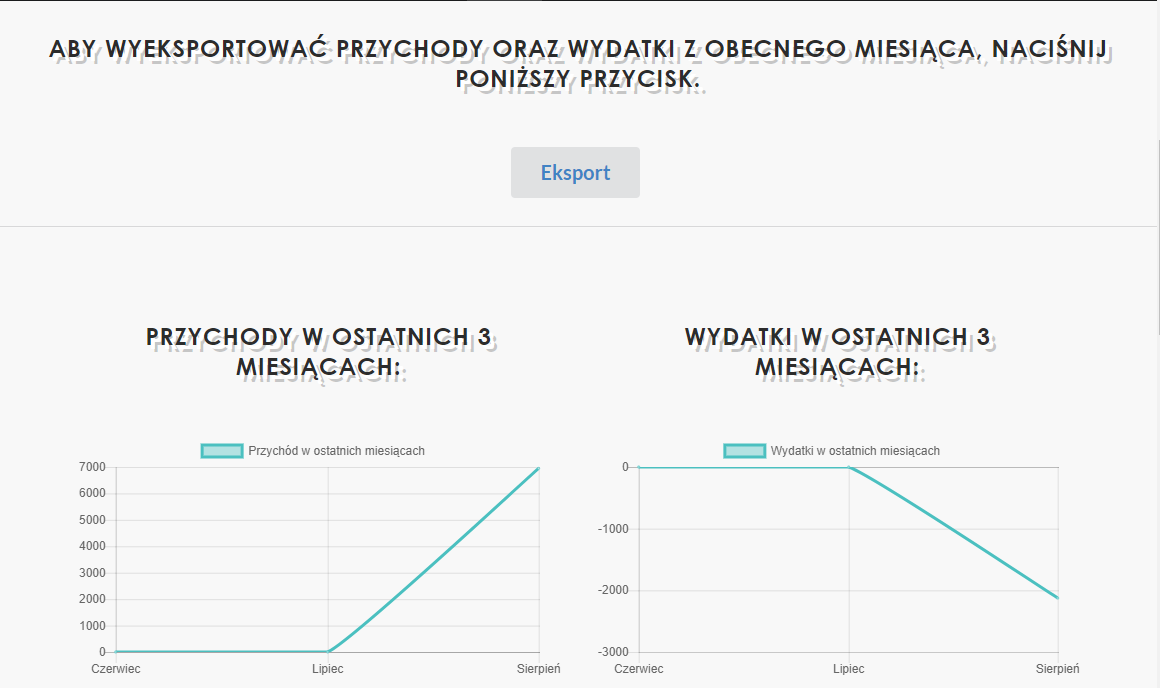 ABY WYEKSPORTOWAĆ PRZYCHODY ORAZ WYDATKI Z OBECNEGO MIESIĄCA, NACIŚNIJ
PONIŻSZY PRZYCISK.
Eksport
PRZYCHODY W OSTATNICH 3
MIESIĄCACH:
Przychód w ostatnich miesiącach
7000
6000
5000
4000
3000
2000
1000
0
Czerwiec Lipiec Sierpień
WYDATKI W OSTATNICH 3
MIESIĄCACH:
Wydatki w ostatnich miesiącach
0
-1000
-2000
-3000
Czerwiec Lipiec Sierpień